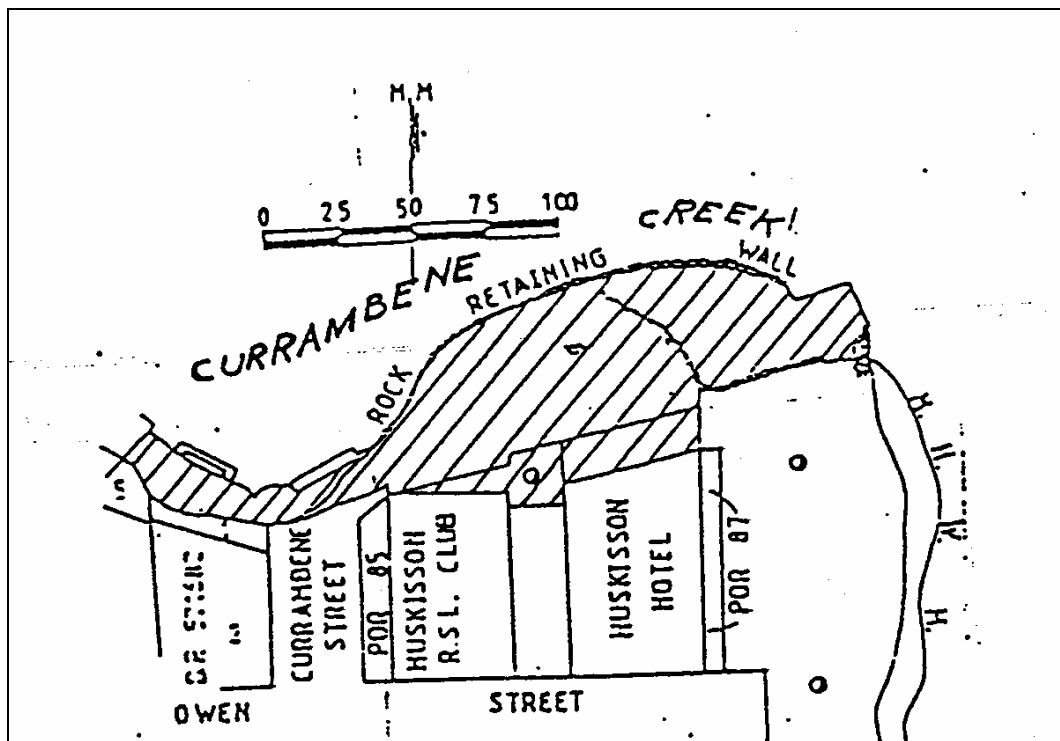 M.M
0 25 50 75 100
CREEK
CURRAMBENE
ROCK RETAINING WALL
CURRAMDENE
STREET
POR 85
HUSKISSON
R.S.L. CLUB
HUSKISSON
HOTEL
POR 87
M.
H.
W.
H.
OWEN STREET